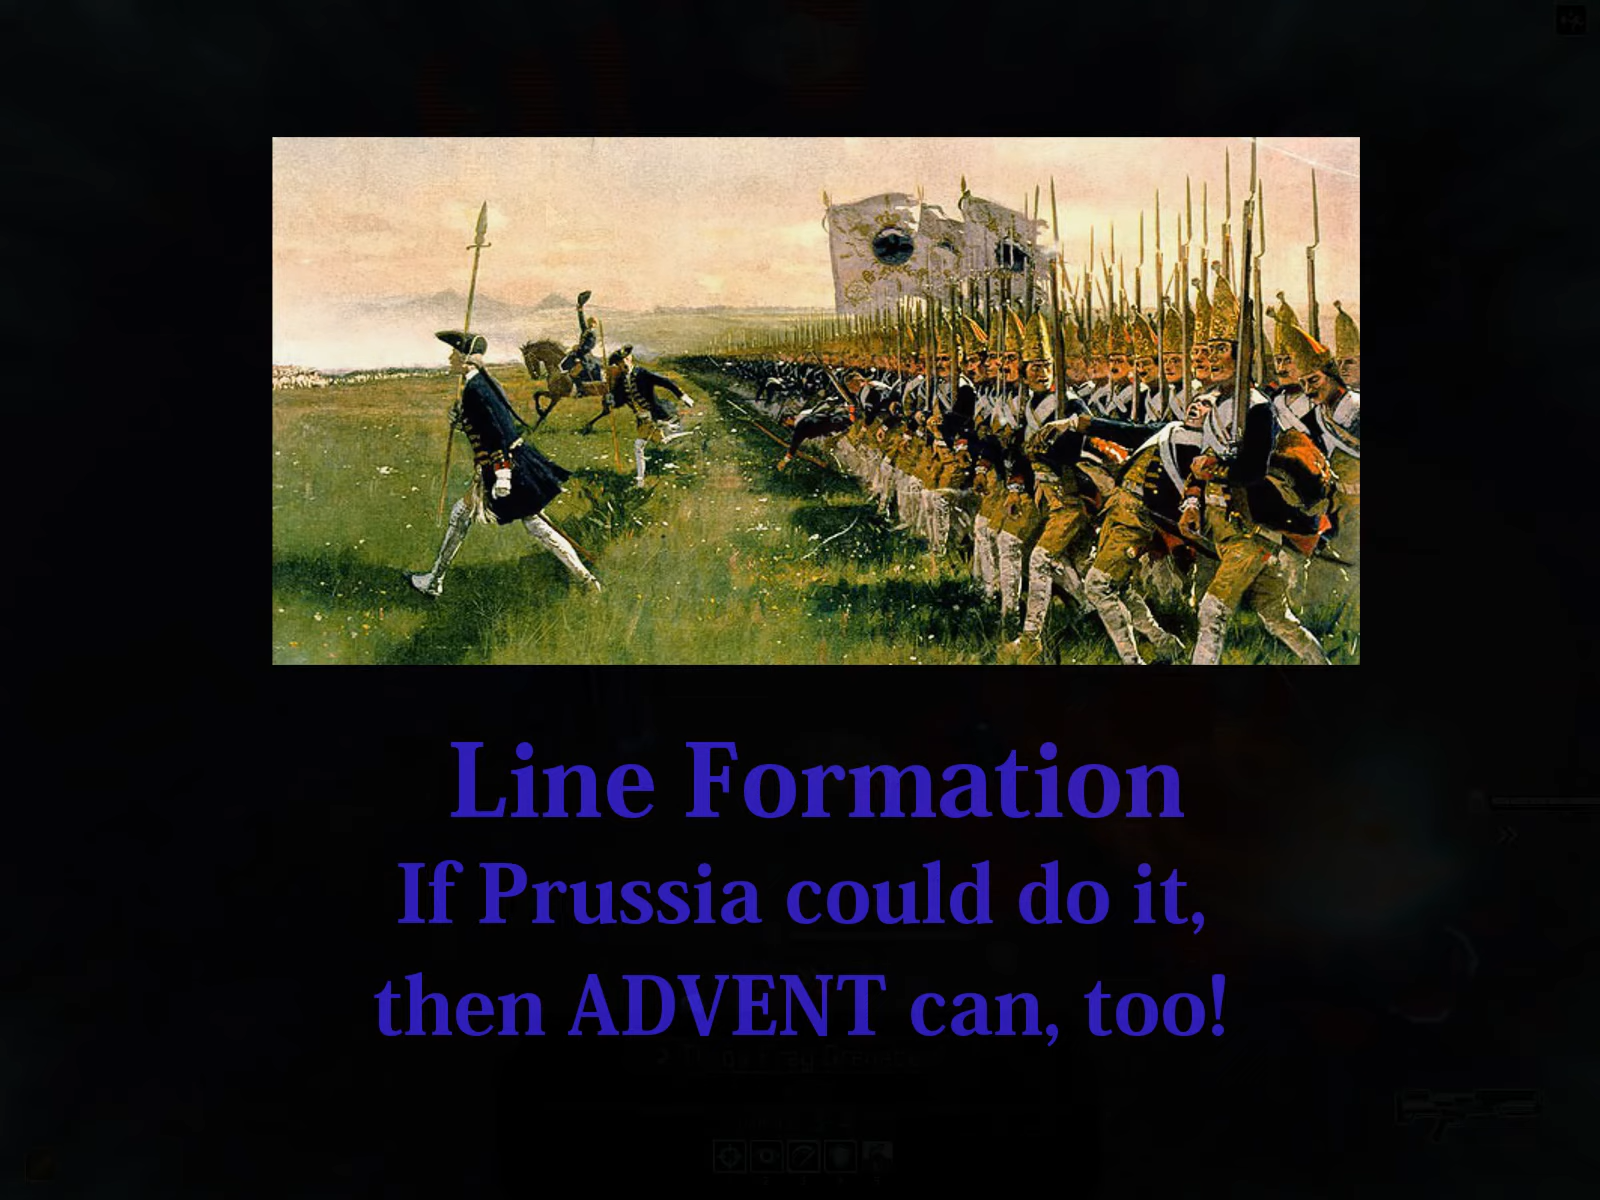 Line Formation
If Prussia could do it,
then ADVENT can, too!